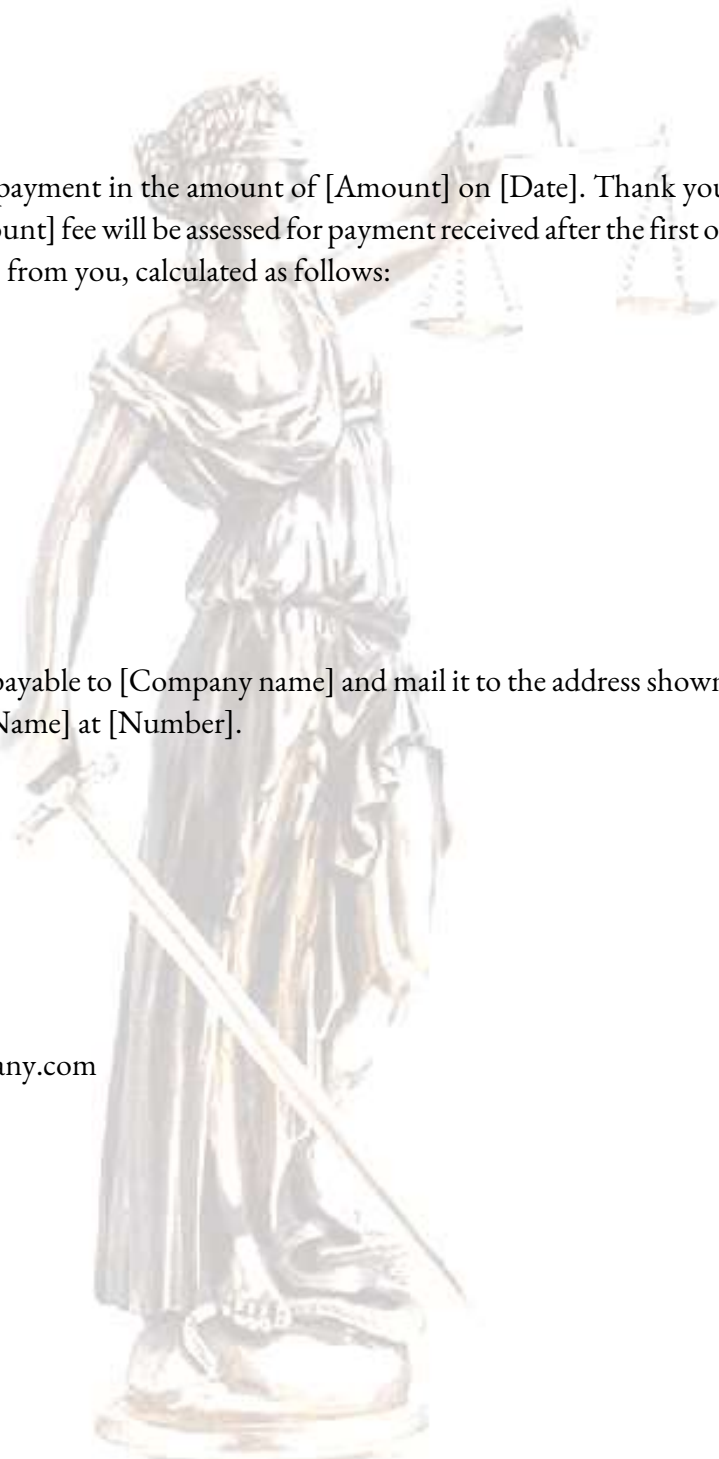 payment in the amount of [Amount] on [Date]. Thank you
unt] fee will be assessed for payment received after the first o
from you, calculated as follows:
payable to [Company name] and mail it to the address shown
Name] at [Number].
any.com